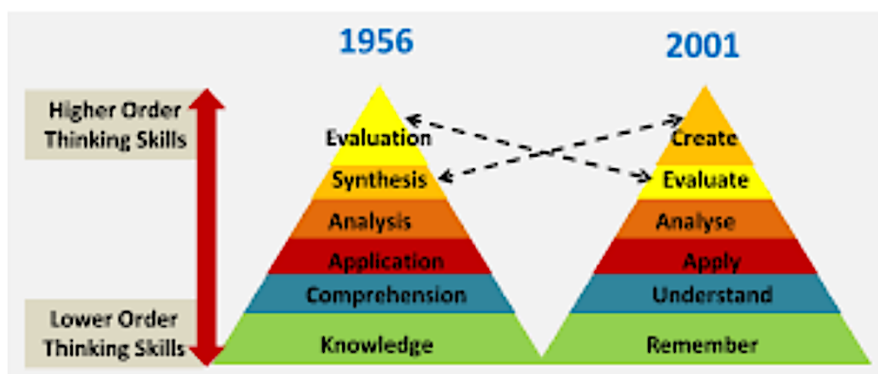 1956
2001
Higher Order
Thinking Skills
Evaluation
Create
Synthesis
Evaluate
Analysis
Analyse
Application
Apply
Comprehension
Understand
Lower Order
Thinking Skills
Knowledge
Remember